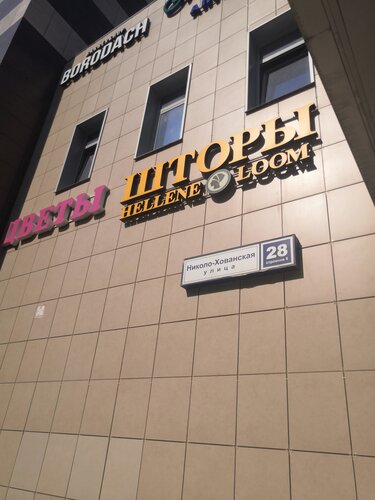 BORODACH
ЦВЕТЫ
ШТОРЫ
HELLENE LOOM
Николо-Хованская
улица
28